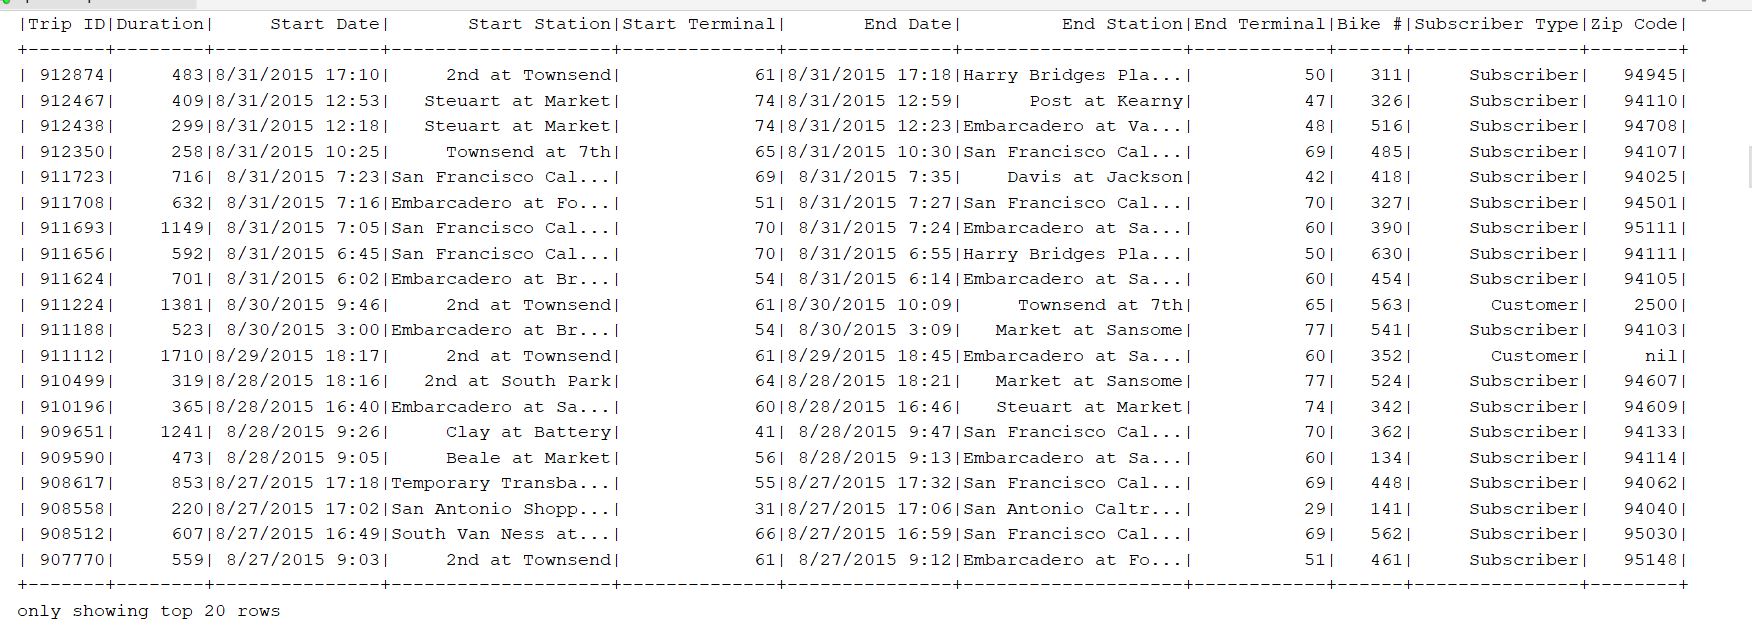 |Trip ID|Duration|     Start Date|       Start Station|Start Terminal|       End Date|         End Station|End Terminal|Bike #|Subscriber Type|Zip Code|
+-------+--------+---------------+--------------------+--------------+---------------+--------------------+------------+------+---------------+--------+
| 912874|     483|8/31/2015 17:10|     2nd at Townsend|            61|8/31/2015 17:18|Harry Bridges Pla...|          50|   311|     Subscriber|   94945|
| 912467|     409|8/31/2015 12:53|   Steuart at Market|            74|8/31/2015 12:59|      Post at Kearny|          47|   326|     Subscriber|   94110|
| 912438|     299|8/31/2015 12:18|   Steuart at Market|            74|8/31/2015 12:23|Embarcadero at Va...|          48|   516|     Subscriber|   94708|
| 912350|     258|8/31/2015 10:25|     Townsend at 7th|            65|8/31/2015 10:30|San Francisco Cal...|          69|   485|     Subscriber|   94107|
| 911723|     716| 8/31/2015 7:23|San Francisco Cal...|            69| 8/31/2015 7:35|    Davis at Jackson|          42|   418|     Subscriber|   94025|
| 911708|     632| 8/31/2015 7:16|Embarcadero at Fo...|            51| 8/31/2015 7:27|San Francisco Cal...|          70|   327|     Subscriber|   94501|
| 911693|    1149| 8/31/2015 7:05|San Francisco Cal...|            70| 8/31/2015 7:24|Embarcadero at Sa...|          60|   390|     Subscriber|   95111|
| 911656|     592| 8/31/2015 6:45|San Francisco Cal...|            70| 8/31/2015 6:55|Harry Bridges Pla...|          50|   630|     Subscriber|   94111|
| 911624|     701| 8/31/2015 6:02|Embarcadero at Br...|            54| 8/31/2015 6:14|Embarcadero at Sa...|          60|   454|     Subscriber|   94105|
| 911224|    1381| 8/30/2015 9:46|     2nd at Townsend|            61|8/30/2015 10:09|     Townsend at 7th|          65|   563|       Customer|    2500|
| 911188|     523| 8/30/2015 3:00|Embarcadero at Br...|            54| 8/30/2015 3:09|   Market at Sansome|          77|   541|     Subscriber|   94103|
| 911112|    1710|8/29/2015 18:17|     2nd at Townsend|            61|8/29/2015 18:45|Embarcadero at Sa...|          60|   352|       Customer|     nil|
| 910499|     319|8/28/2015 18:16|   2nd at South Park|            64|8/28/2015 18:21|   Market at Sansome|          77|   524|     Subscriber|   94607|
| 910196|     365|8/28/2015 16:40|Embarcadero at Sa...|            60|8/28/2015 16:46|   Steuart at Market|          74|   342|     Subscriber|   94609|
| 909651|    1241| 8/28/2015 9:26|     Clay at Battery|            41| 8/28/2015 9:47|San Francisco Cal...|          70|   362|     Subscriber|   94133|
| 909590|     473| 8/28/2015 9:05|     Beale at Market|            56| 8/28/2015 9:13|Embarcadero at Sa...|          60|   134|     Subscriber|   94114|
| 908617|     853|8/27/2015 17:18|Temporary Transba...|            55|8/27/2015 17:32|San Francisco Cal...|          69|   448|     Subscriber|   94062|
| 908558|     220|8/27/2015 17:02|San Antonio Shopp...|            31|8/27/2015 17:06|San Antonio Caltr...|          29|   141|     Subscriber|   94040|
| 908512|     607|8/27/2015 16:49|South Van Ness at...|            66|8/27/2015 16:59|San Francisco Cal...|          69|   562|     Subscriber|   95030|
| 907770|     559| 8/27/2015 9:03|     2nd at Townsend|            61| 8/27/2015 9:12|Embarcadero at Fo...|          51|   461|     Subscriber|   95148|
+-------+--------+---------------+--------------------+--------------+---------------+--------------------+------------+------+---------------+--------+
only showing top 20 rows